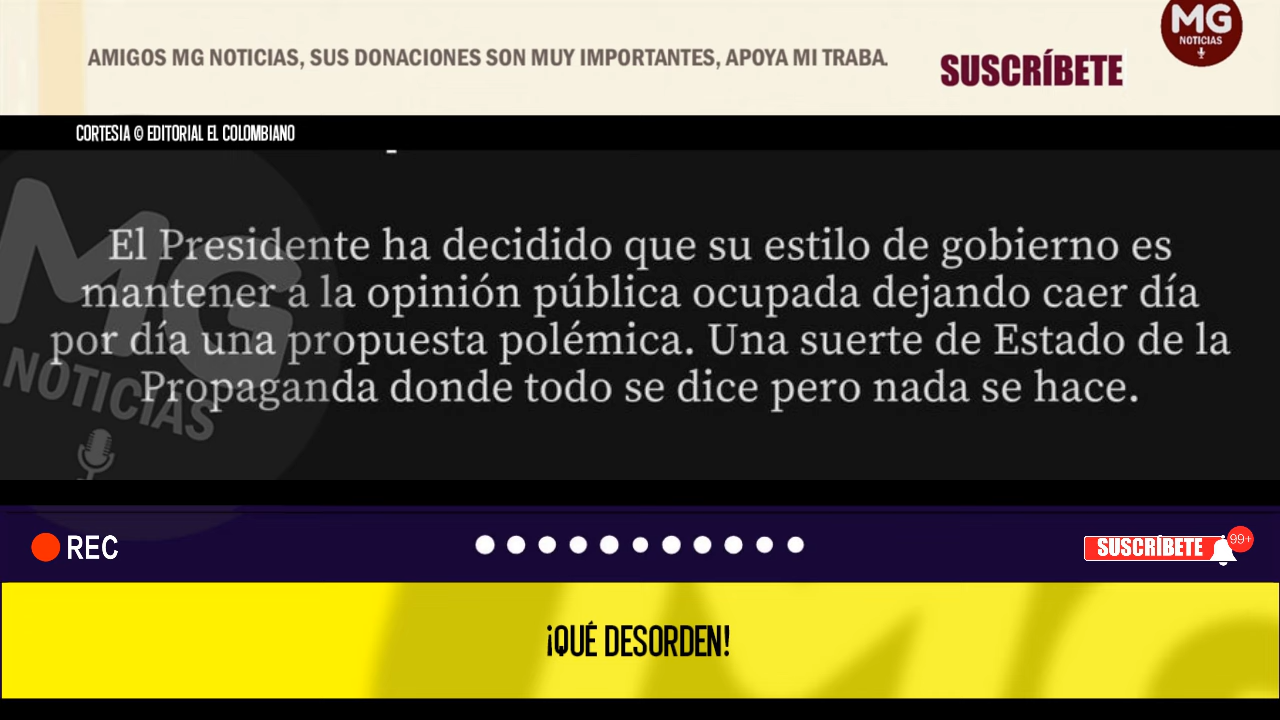 MG
NOTICIAS
AMIGOS MG NOTICIAS, SUS DONACIONES SON MUY IMPORTANTES, APOYA MI TRABA.
SUSCRÍBETE
CORTESIA © EDITORIAL EL COLOMBIANO
El Presidente ha decidido que su estilo de gobierno es
mantener a la opinión pública ocupada dejando caer día
por día una propuesta polémica. Una suerte de Estado de la
Propaganda donde todo se dice pero nada se hace.
MG
NOTICIAS
REC
SUSCRÍBETE
99+
¡QUÉ DESORDEN!